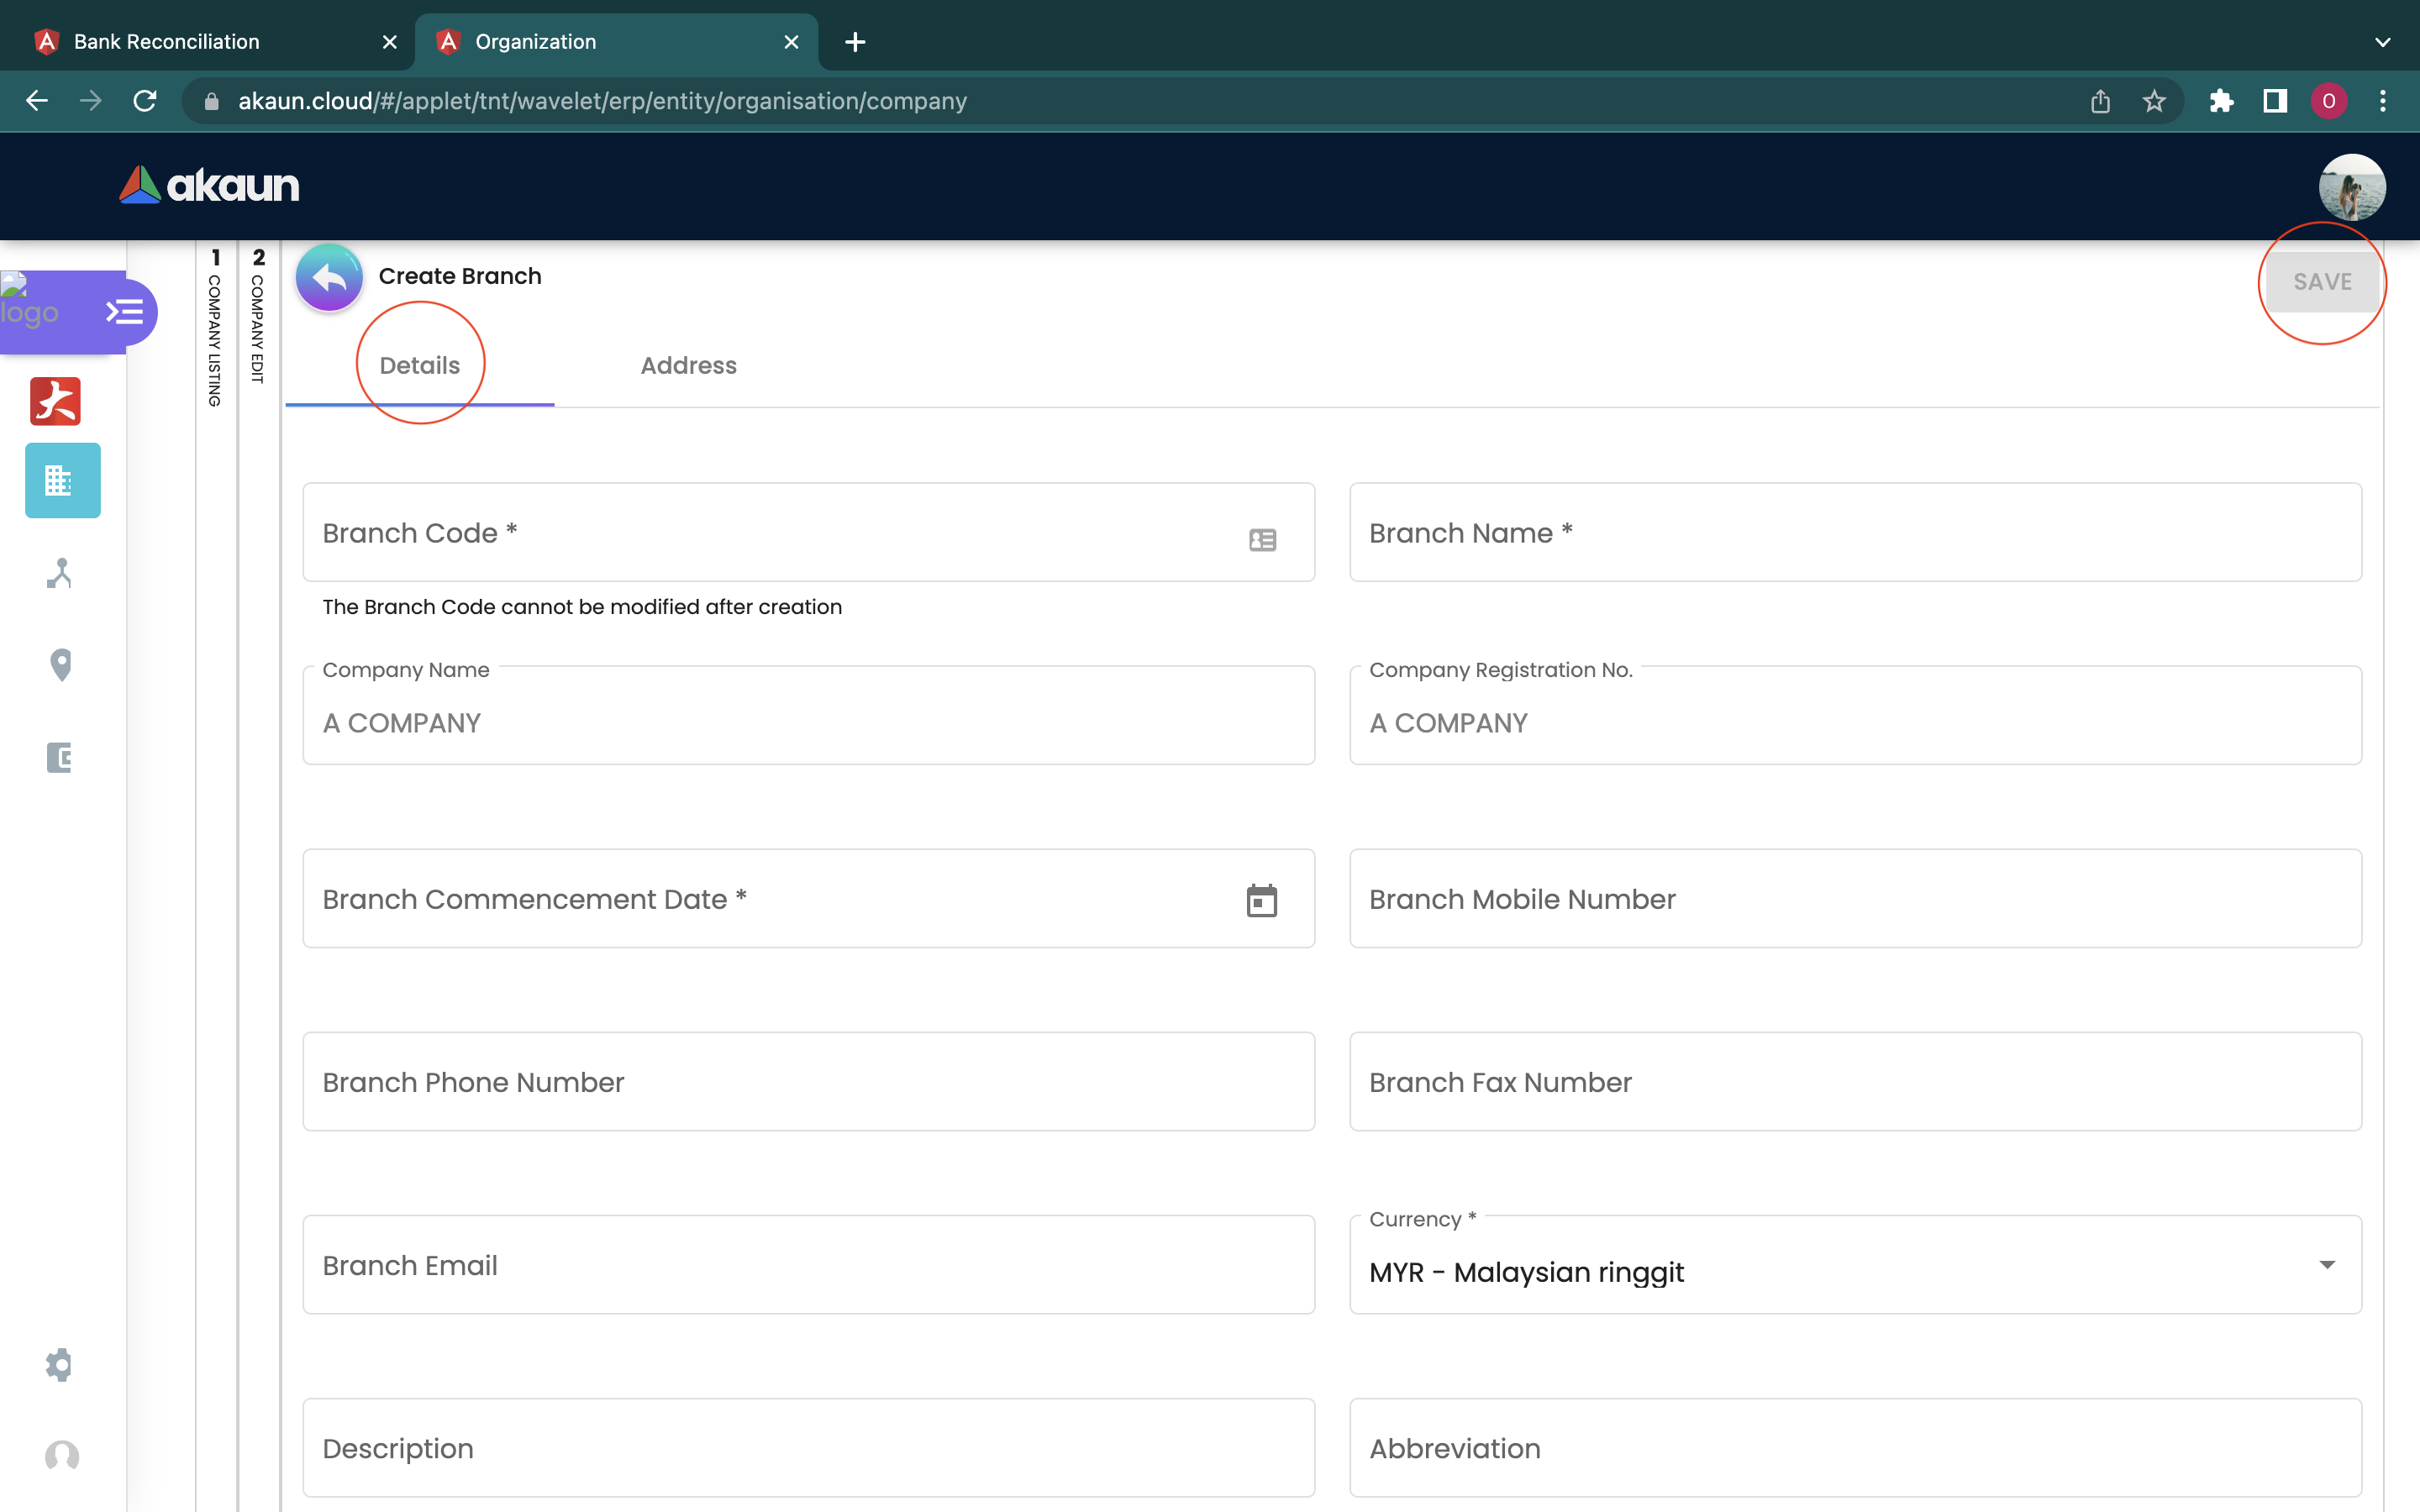 Bank Reconciliation
Organization
akaun.cloud/#/applet/tnt/wavelet/erp/entity/organisation/company
O
akaun
logo
1 COMPANY LISTING
2 COMPANY EDIT
Create Branch
SAVE
Details
Address
Branch Code *
Branch Name *
The Branch Code cannot be modified after creation
Company Name
A COMPANY
Company Registration No.
A COMPANY
Branch Commencement Date *
Branch Mobile Number
Branch Phone Number
Branch Fax Number
Branch Email
Currency *
MYR - Malaysian ringgit
Description
Abbreviation